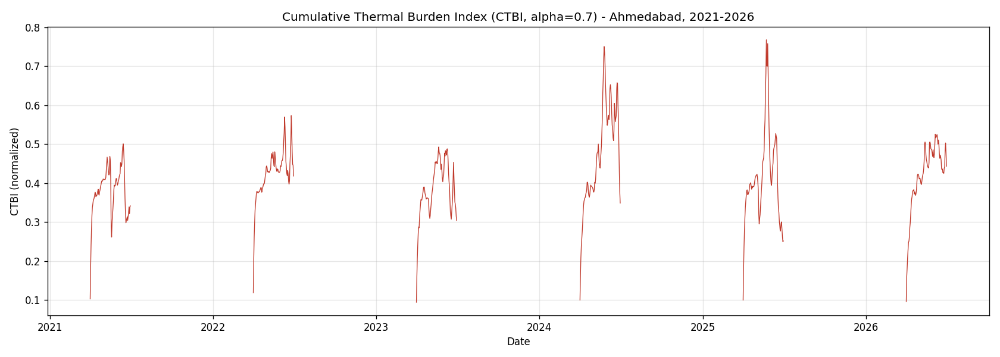 Cumulative Thermal Burden Index (CTBI, alpha=0.7) - Ahmedabad, 2021-2026
CTBI (normalized)
0.8
0.7
0.6
0.5
0.4
0.3
0.2
0.1
2021 2022 2023 2024 2025 2026
Date